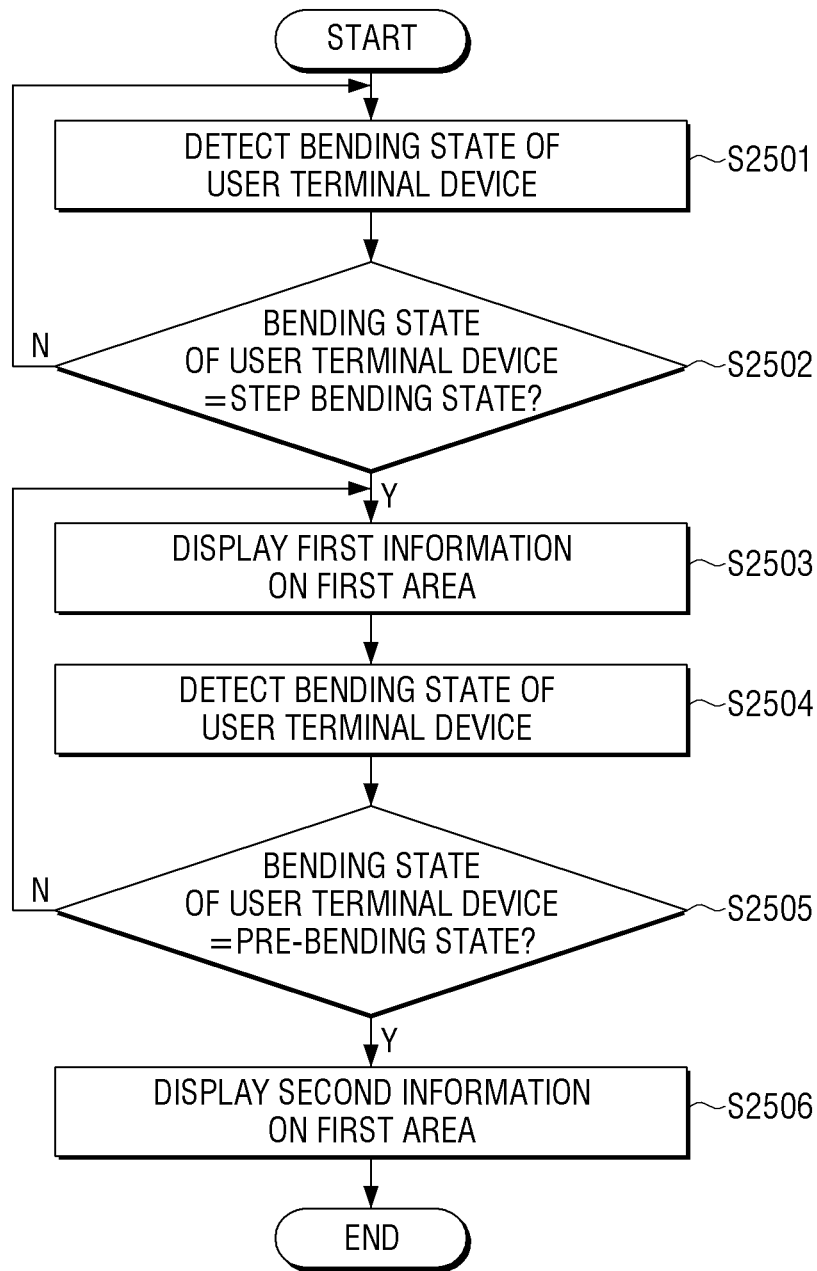 START
DETECT BENDING STATE OF
USER TERMINAL DEVICE
S2501
BENDING STATE
OF USER TERMINAL DEVICE
=STEP BENDING STATE?
S2502
N
Y
DISPLAY FIRST INFORMATION
ON FIRST AREA
S2503
DETECT BENDING STATE OF
USER TERMINAL DEVICE
S2504
BENDING STATE
OF USER TERMINAL DEVICE
=PRE-BENDING STATE?
S2505
N
Y
DISPLAY SECOND INFORMATION
ON FIRST AREA
S2506
END